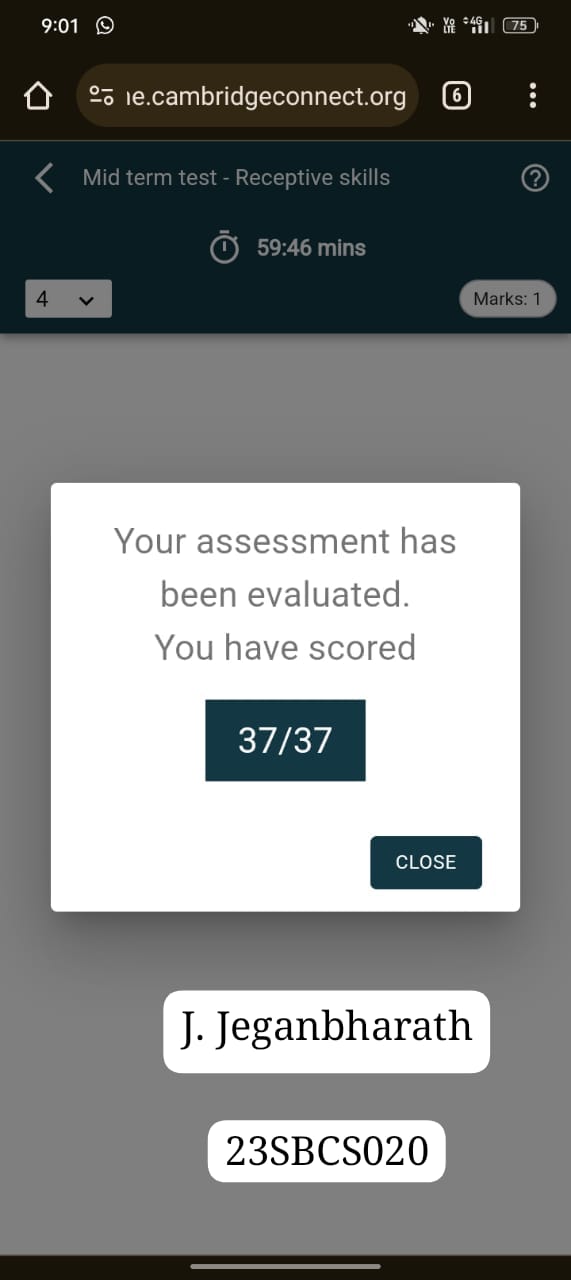 9:01
Vo LTE 4G 75
ne.cambridgeconnect.org 6
Mid term test - Receptive skills
59:46 mins
4 Marks: 1
Your assessment has
been evaluated.
You have scored
37/37
CLOSE
J. Jeganbharath
23SBCS020